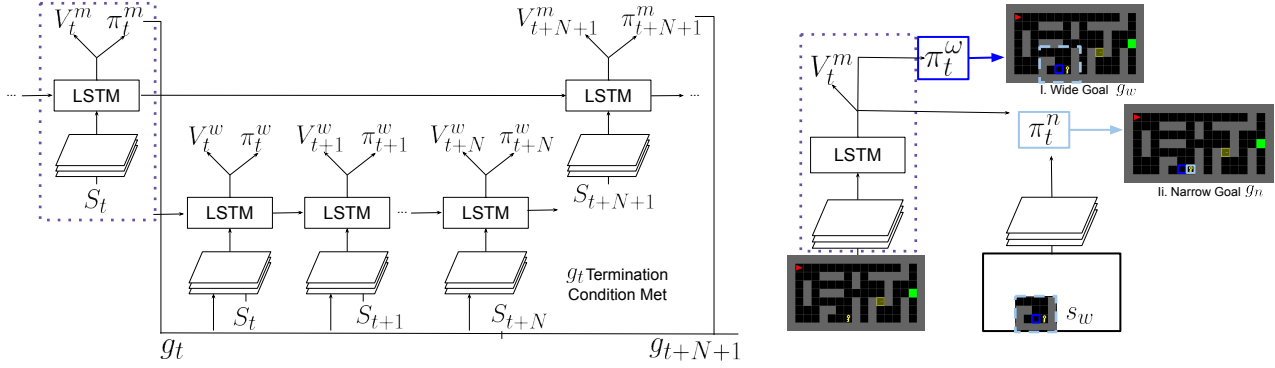 V_t^m π_t^m
V_{t+N+1}^m π_{t+N+1}^m
... LSTM
LSTM ...
S_t
V_t^w π_t^w V_{t+1}^w π_{t+1}^w V_{t+N}^w π_{t+N}^w
S_{t+N+1}
LSTM LSTM ... LSTM
g_t Termination
Condition Met
S_t S_{t+1} S_{t+N}
g_t g_{t+N+1}
V_t^m π_t^ω
I. Wide Goal g_w
π_t^n
LSTM
Ii. Narrow Goal g_n
s_w